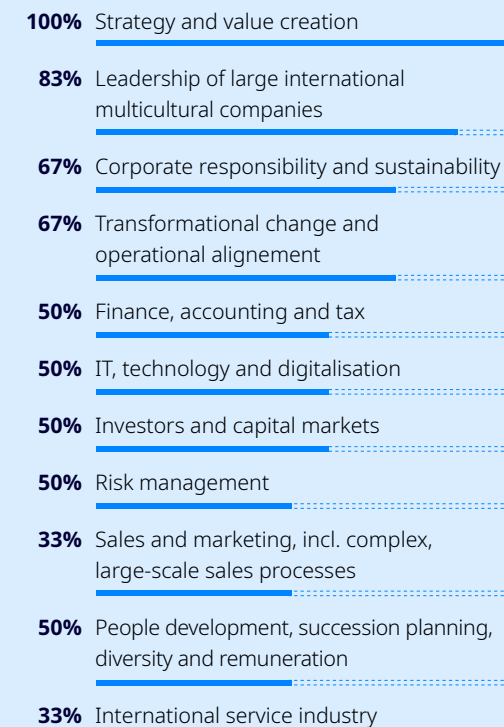 100% Strategy and value creation
83% Leadership of large international
multicultural companies
67% Corporate responsibility and sustainability
67% Transformational change and
operational alignement
50% Finance, accounting and tax
50% IT, technology and digitalisation
50% Investors and capital markets
50% Risk management
33% Sales and marketing, incl. complex,
large-scale sales processes
50% People development, succession planning,
diversity and remuneration
33% International service industry